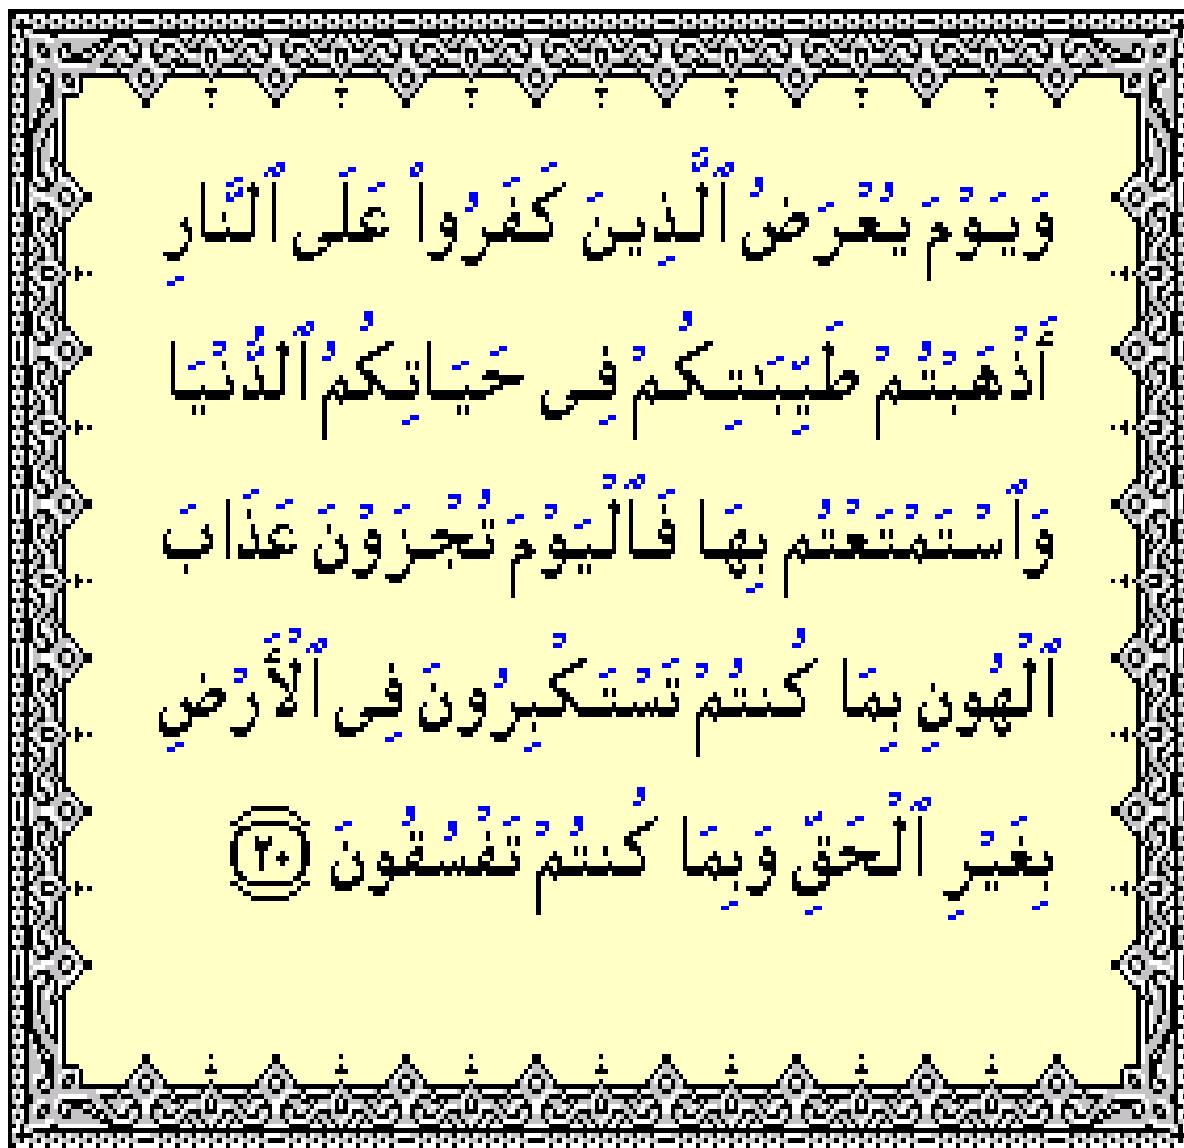 وَيَوْمَ يُعْرَضُ ٱلَّذِينَ كَفَرُوا۟ عَلَى ٱلنَّارِ
أَذْهَبْتُمْ طَيِّبَـٰتِكُمْ فِى حَيَاتِكُمُ ٱلدُّنْيَا
وَٱسْتَمْتَعْتُم بِهَا فَٱلْيَوْمَ تُجْزَوْنَ عَذَابَ
ٱلْهُونِ بِمَا كُنتُمْ تَسْتَكْبِرُونَ فِى ٱلْأَرْضِ
بِغَيْرِ ٱلْحَقِّ وَبِمَا كُنتُمْ تَفْسُقُونَ ٢٠